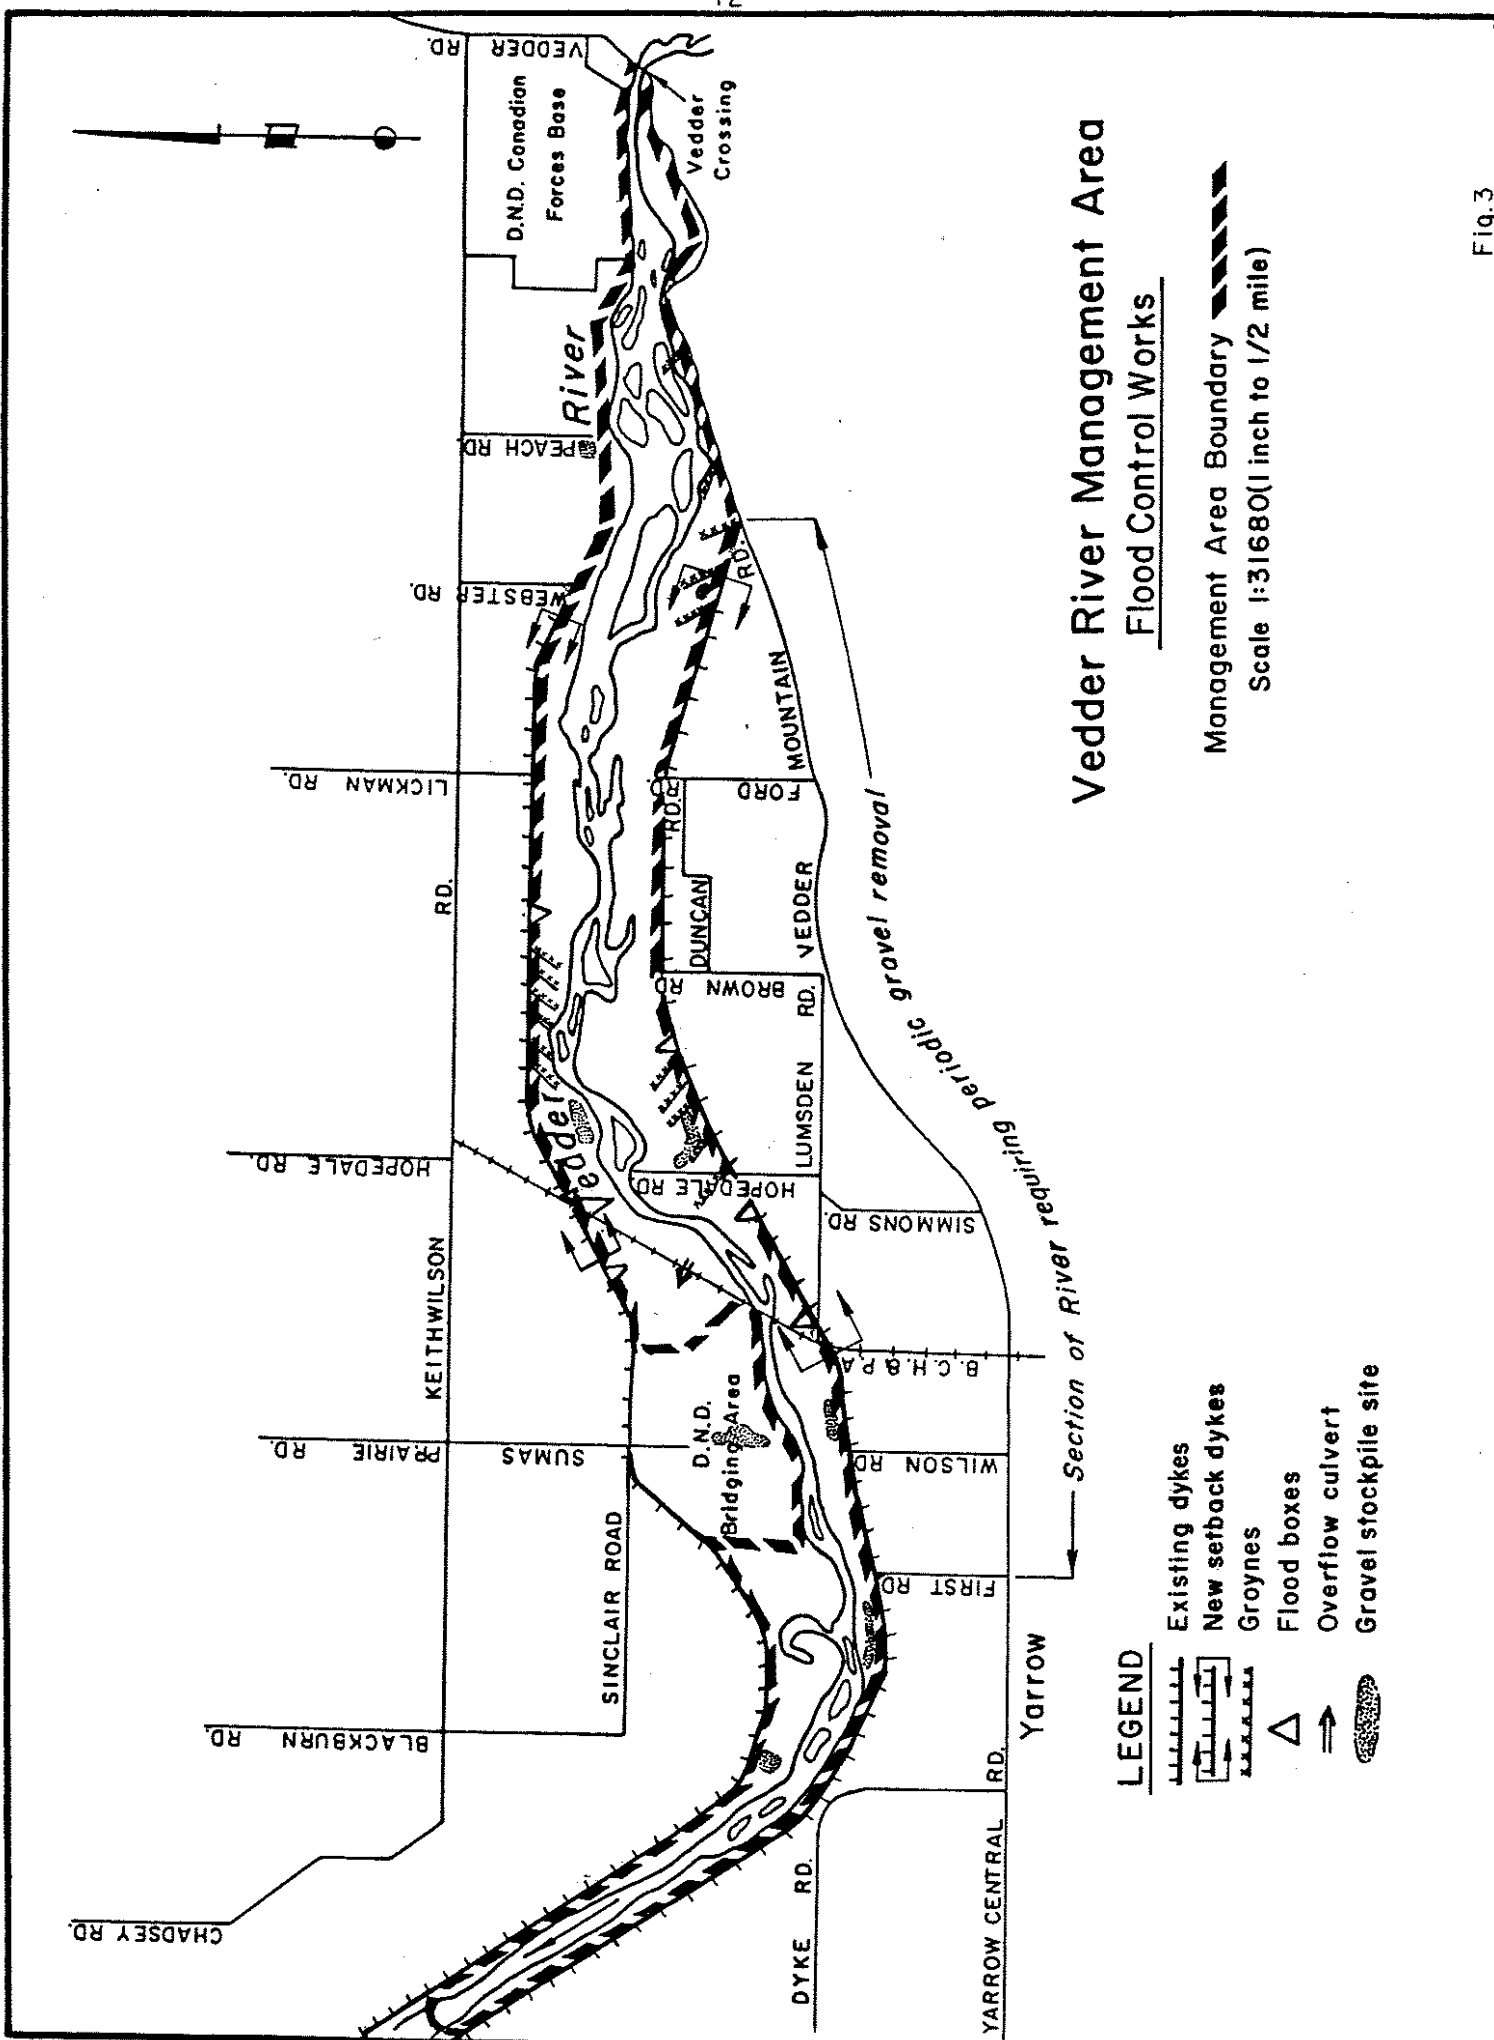 12
VEDDER RD.
D.N.D. Canadian
Forces Base
Vedder
Crossing
River
PEACH RD.
WEBSTER RD.
LICKMAN RD.
KEITHWILSON RD.
HOPEDALE RD.
SUMAS PRAIRIE RD.
SINCLAIR ROAD
BLACKBURN RD.
CHADSEY RD.
edder
D.N.D.
Bridging Area
HOPEDALE RD
BROWN RD
DUNCAN RD.
FORD RD.
VEDDER MOUNTAIN RD.
LUMSDEN RD.
SIMMONS RD.
B.C.H.& P.A.
WILSON RD
FIRST RD
DYKE RD.
YARROW CENTRAL RD.
Yarrow
Section of River requiring periodic gravel removal
Vedder River Management Area
Flood Control Works
Management Area Boundary
Scale 1:31680(1 inch to 1/2 mile)
LEGEND
Existing dykes
New setback dykes
Groynes
Flood boxes
Overflow culvert
Gravel stockpile site
Fig.3